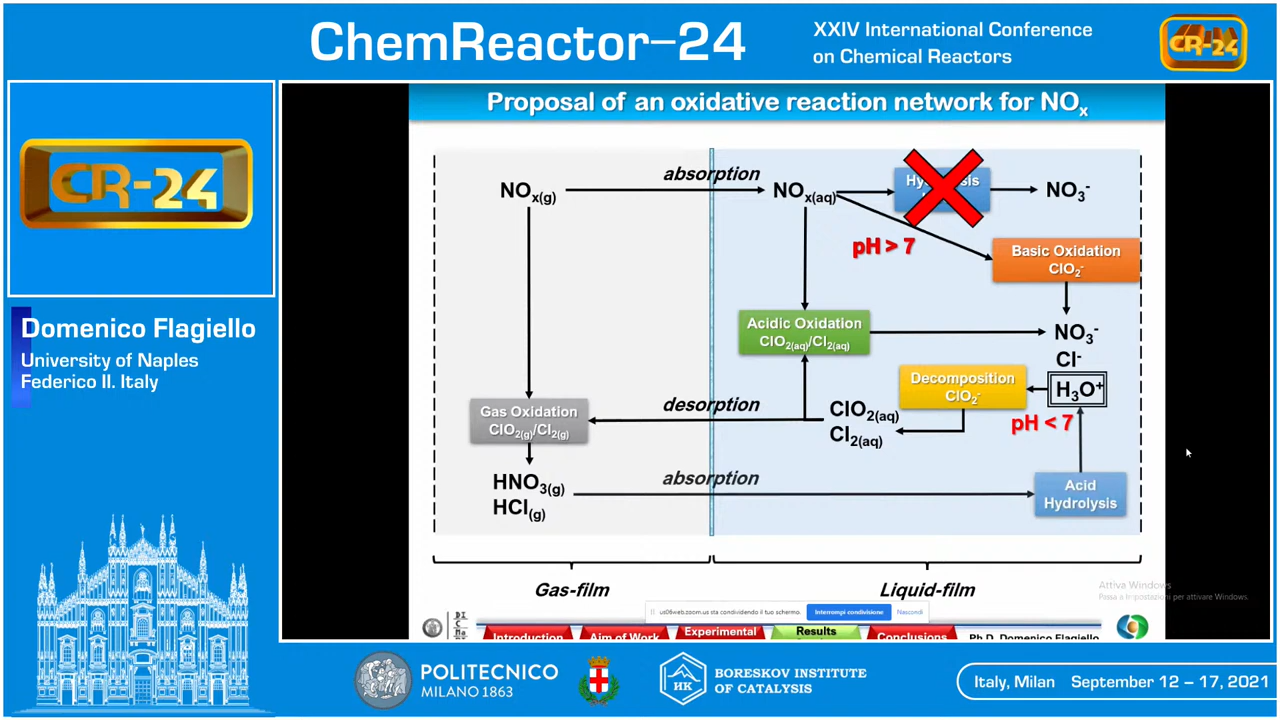 ChemReactor-24
XXIV International Conference
on Chemical Reactors
CR-24
CR-24
Domenico Flagiello
University of Naples
Federico II. Italy
Proposal of an oxidative reaction network for NOx
absorption
NOx(g)
NOx(aq)
NO3-
pH > 7
Basic Oxidation
ClO2-
Acidic Oxidation
ClO2(aq)/Cl2(aq)
NO3-
Cl-
H3O+
Decomposition
ClO2-
pH < 7
desorption
ClO2(aq)
Cl2(aq)
Gas Oxidation
ClO2(g)/Cl2(g)
HNO3(g)
HCl(g)
absorption
Acid
Hydrolysis
Gas-film
Liquid-film
Attiva Windows
Passa a Impostazioni per attivare Windows.
us06web.zoom.us sta condividendo il tuo schermo.
Interrompi condivisione
Nascondi
Introduction
Aim of Work
Experimental
Results
Conclusions
Ph.D. Domenico Flagiello
POLITECNICO
MILANO 1863
HK
BORESKOV INSTITUTE
OF CATALYSIS
Italy, Milan September 12 – 17, 2021